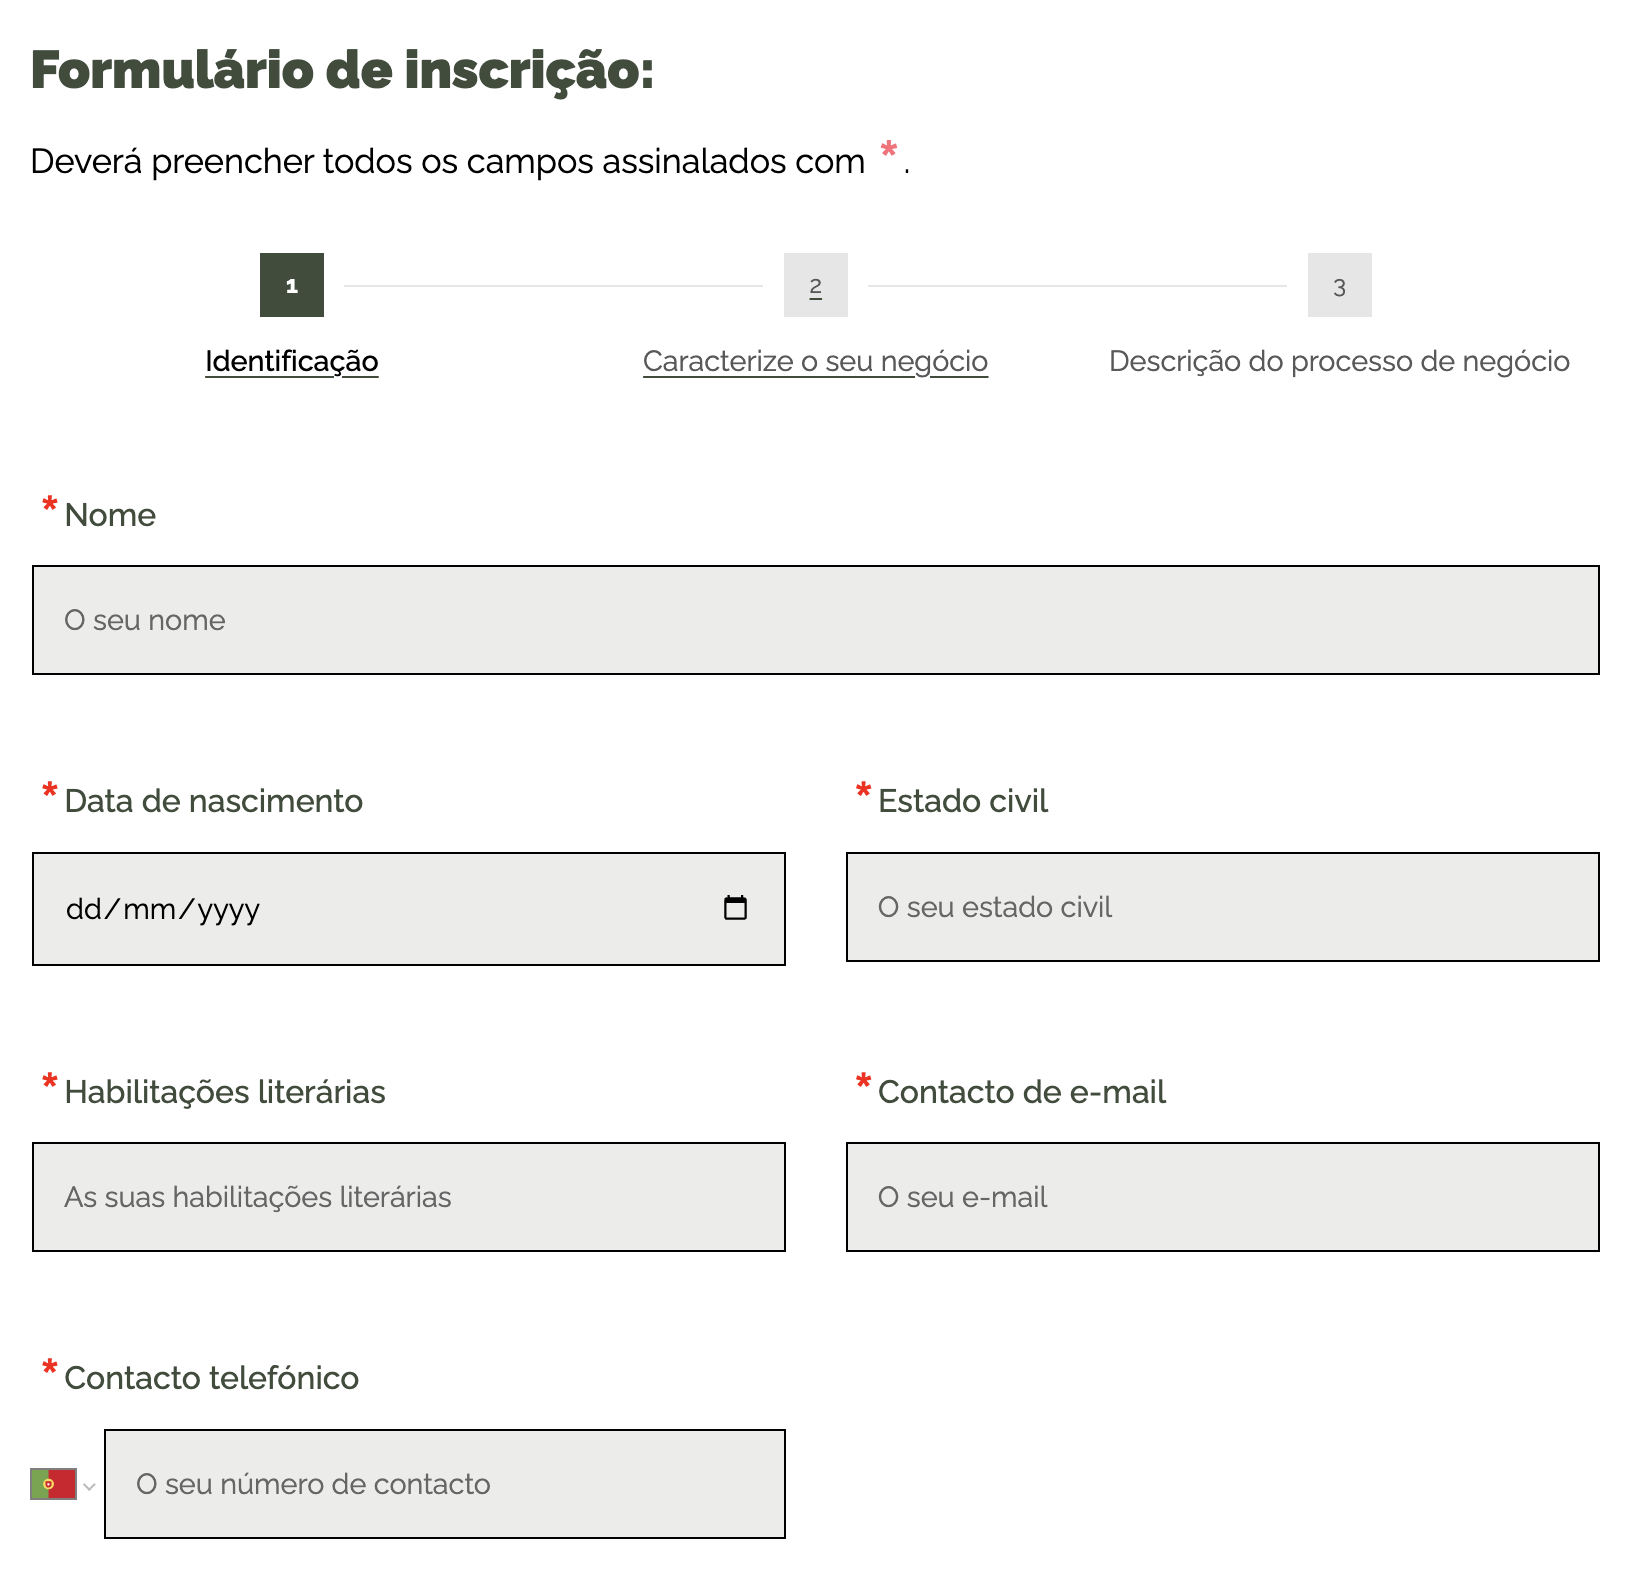 Formulário de inscrição:
Deverá preencher todos os campos assinalados com * .
1
2
3
Identificação
Caracterize o seu negócio
Descrição do processo de negócio
* Nome
O seu nome
* Data de nascimento
* Estado civil
dd/mm/yyyy
O seu estado civil
* Habilitações literárias
* Contacto de e-mail
As suas habilitações literárias
O seu e-mail
* Contacto telefónico
O seu número de contacto